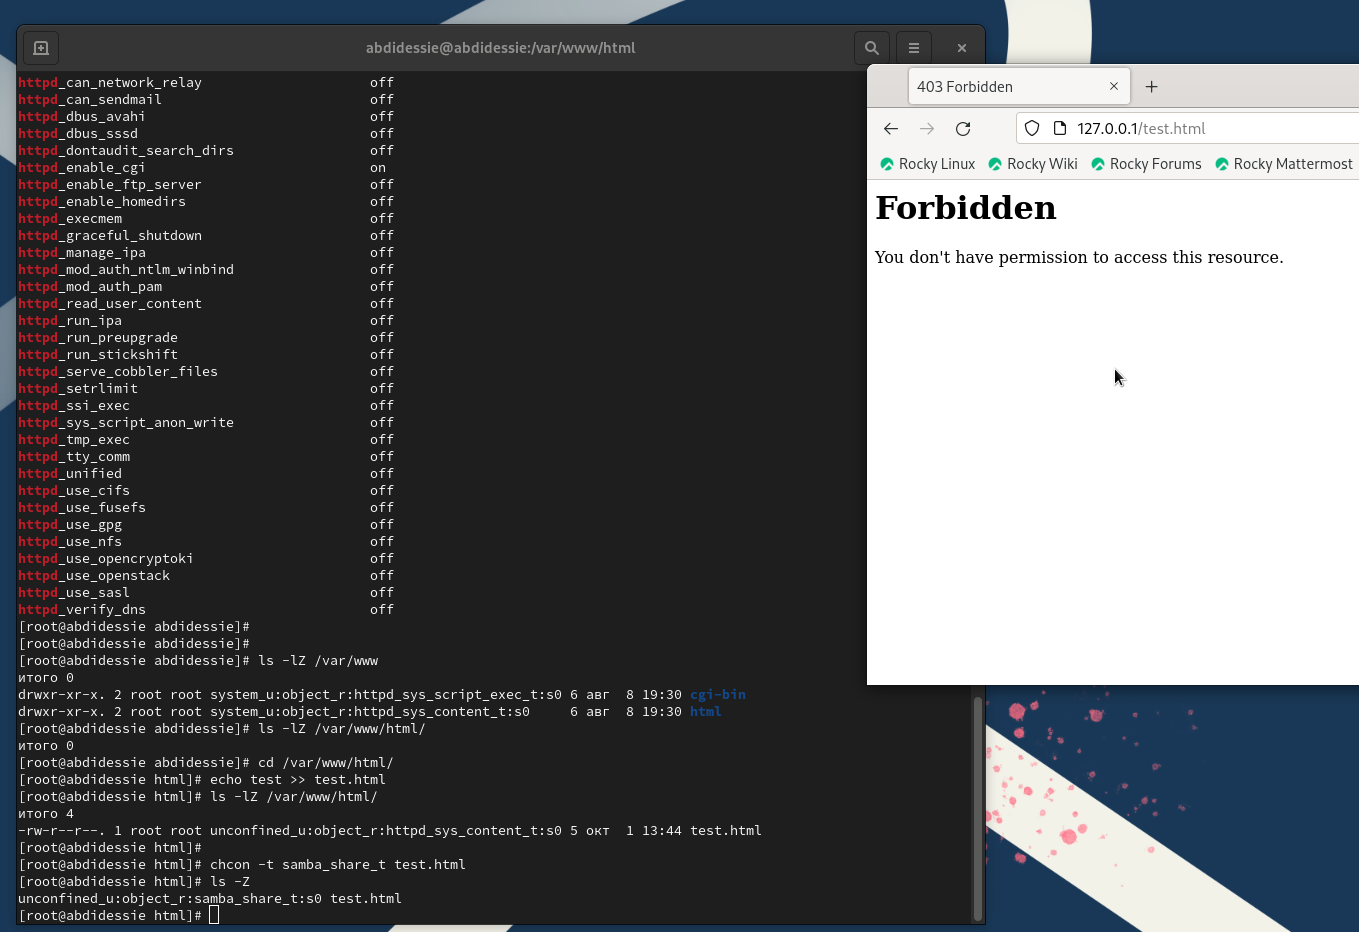 abdidessie@abdidessie:/var/www/html
httpd_can_network_relay off
httpd_can_sendmail off
httpd_dbus_avahi off
httpd_dbus_sssd off
httpd_dontaudit_search_dirs off
httpd_enable_cgi on
httpd_enable_ftp_server off
httpd_enable_homedirs off
httpd_execmem off
httpd_graceful_shutdown off
httpd_manage_ipa off
httpd_mod_auth_ntlm_winbind off
httpd_mod_auth_pam off
httpd_read_user_content off
httpd_run_ipa off
httpd_run_preupgrade off
httpd_run_stickshift off
httpd_serve_cobbler_files off
httpd_setrlimit off
httpd_ssi_exec off
httpd_sys_script_anon_write off
httpd_tmp_exec off
httpd_tty_comm off
httpd_unified off
httpd_use_cifs off
httpd_use_fusefs off
httpd_use_gpg off
httpd_use_nfs off
httpd_use_opencryptoki off
httpd_use_openstack off
httpd_use_sasl off
httpd_verify_dns off
[root@abdidessie abdidessie]#
[root@abdidessie abdidessie]#
[root@abdidessie abdidessie]# ls -lZ /var/www
итого 0
drwxr-xr-x. 2 root root system_u:object_r:httpd_sys_script_exec_t:s0 6 авг  8 19:30 cgi-bin
drwxr-xr-x. 2 root root system_u:object_r:httpd_sys_content_t:s0     6 авг  8 19:30 html
[root@abdidessie abdidessie]# ls -lZ /var/www/html/
итого 0
[root@abdidessie abdidessie]# cd /var/www/html/
[root@abdidessie html]# echo test >> test.html
[root@abdidessie html]# ls -lZ /var/www/html/
итого 4
-rw-r--r--. 1 root root unconfined_u:object_r:httpd_sys_content_t:s0 5 окт  1 13:44 test.html
[root@abdidessie html]#
[root@abdidessie html]# chcon -t samba_share_t test.html
[root@abdidessie html]# ls -Z
unconfined_u:object_r:samba_share_t:s0 test.html
[root@abdidessie html]#
403 Forbidden
127.0.0.1/test.html
Rocky Linux Rocky Wiki Rocky Forums Rocky Mattermost
Forbidden
You don't have permission to access this resource.